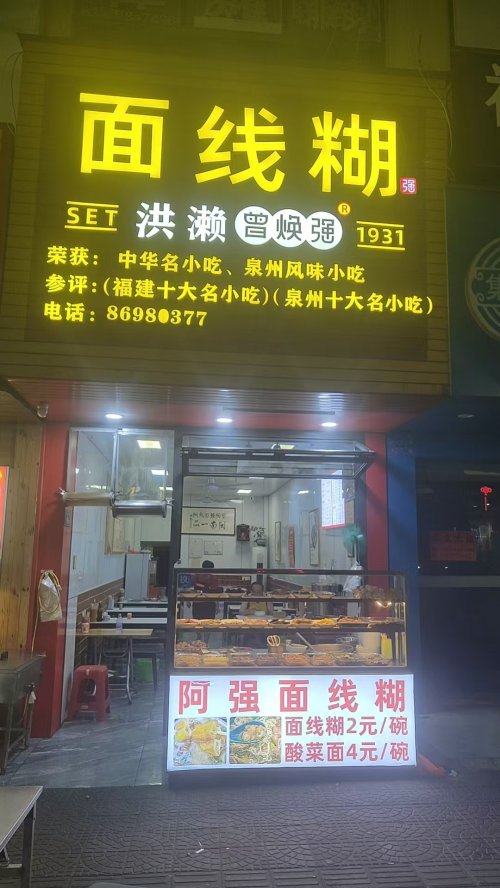 面线糊
强
SET 洪濑 曾焕强 ® 1931
荣获：中华名小吃、泉州风味小吃
参评：(福建十大名小吃)(泉州十大名小吃)
电话：86980377
阿强面线糊
面线糊2元/碗
酸菜面4元/碗